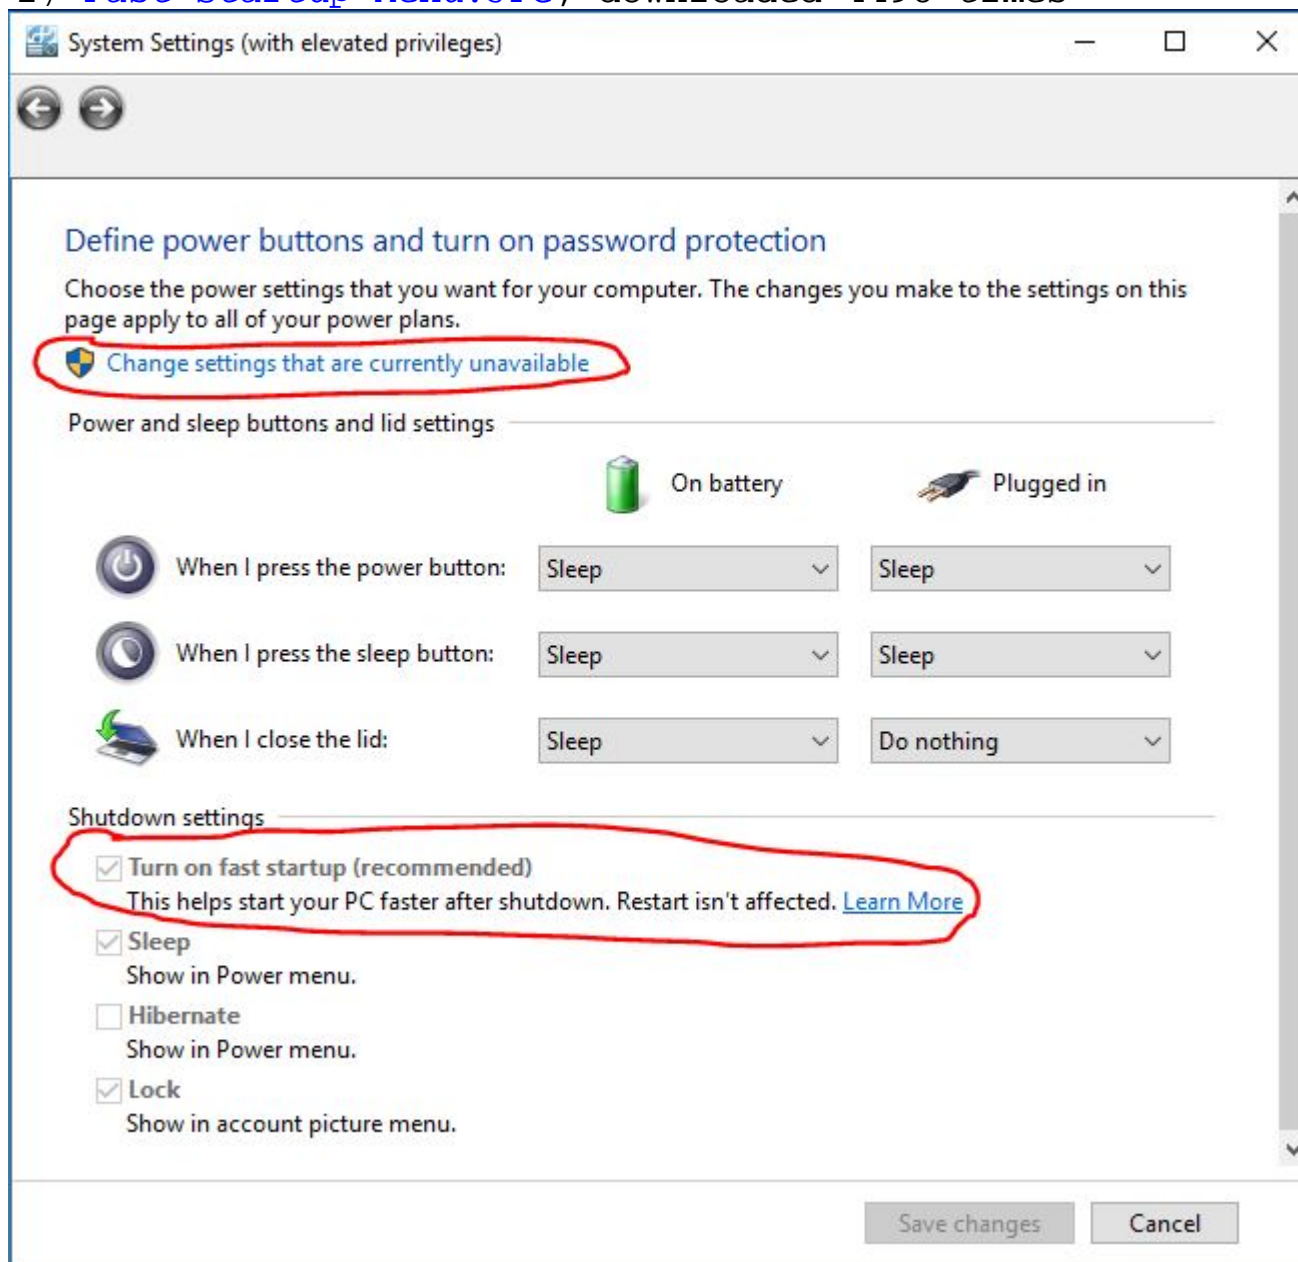 downloaded times
System Settings (with elevated privileges)
Define power buttons and turn on password protection
Choose the power settings that you want for your computer. The changes you make to the settings on this
page apply to all of your power plans.
Change settings that are currently unavailable
Power and sleep buttons and lid settings
On battery Plugged in
When I press the power button: Sleep Sleep
When I press the sleep button: Sleep Sleep
When I close the lid: Sleep Do nothing
Shutdown settings
Turn on fast startup (recommended)
This helps start your PC faster after shutdown. Restart isn't affected. Learn More
Sleep
Show in Power menu.
Hibernate
Show in Power menu.
Lock
Show in account picture menu.
Save changes Cancel